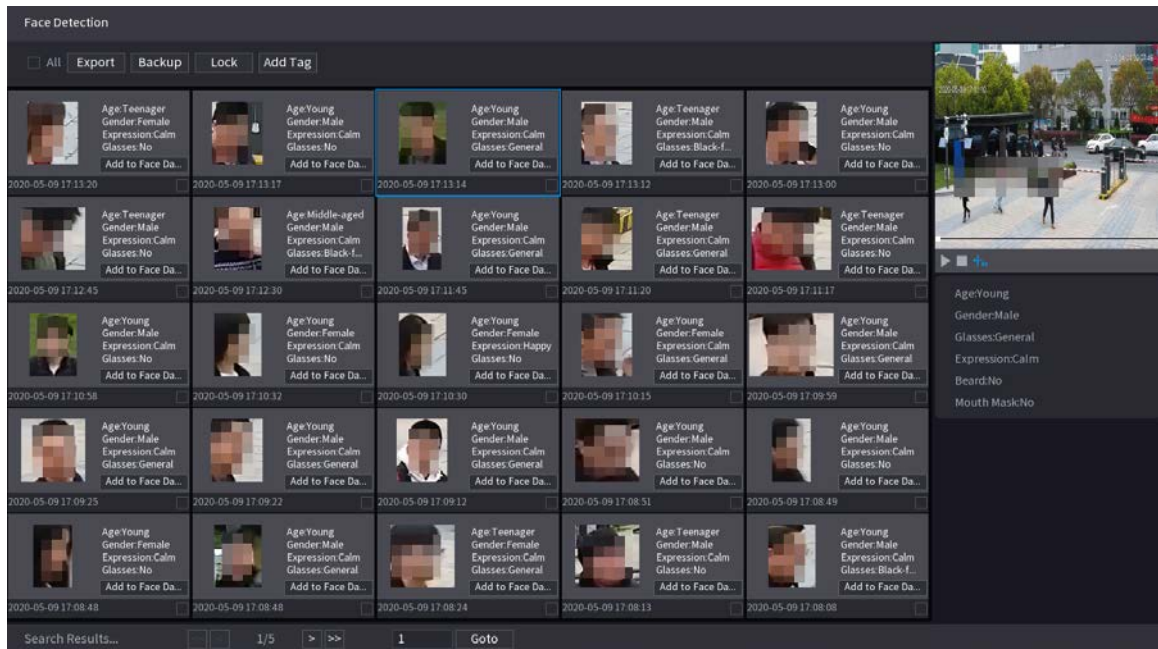 Face Detection
All Export Backup Lock Add Tag
Age:Teenager
Gender:Female
Expression:Calm
Glasses:No
Add to Face Da...
2020-05-09 17:13:20
Age:Young
Gender:Male
Expression:Calm
Glasses:No
Add to Face Da...
2020-05-09 17:13:17
Age:Young
Gender:Male
Expression:Calm
Glasses:General
Add to Face Da...
2020-05-09 17:13:14
Age:Teenager
Gender:Male
Expression:Calm
Glasses:Black-f...
Add to Face Da...
2020-05-09 17:13:12
Age:Young
Gender:Male
Expression:Calm
Glasses:No
Add to Face Da...
2020-05-09 17:13:00
Age:Teenager
Gender:Male
Expression:Calm
Glasses:No
Add to Face Da...
2020-05-09 17:12:45
Age:Middle-aged
Gender:Male
Expression:Calm
Glasses:Black-f...
Add to Face Da...
2020-05-09 17:12:30
Age:Young
Gender:Male
Expression:Calm
Glasses:General
Add to Face Da...
2020-05-09 17:11:45
Age:Teenager
Gender:Male
Expression:Calm
Glasses:General
Add to Face Da...
2020-05-09 17:11:20
Age:Teenager
Gender:Male
Expression:Calm
Glasses:No
Add to Face Da...
2020-05-09 17:11:17
Age:Young
Gender:Male
Expression:Calm
Glasses:No
Add to Face Da...
2020-05-09 17:10:58
Age:Young
Gender:Female
Expression:Calm
Glasses:No
Add to Face Da...
2020-05-09 17:10:32
Age:Young
Gender:Female
Expression:Happy
Glasses:No
Add to Face Da...
2020-05-09 17:10:30
Age:Young
Gender:Female
Expression:Calm
Glasses:General
Add to Face Da...
2020-05-09 17:10:15
Age:Young
Gender:Male
Expression:Calm
Glasses:General
Add to Face Da...
2020-05-09 17:09:59
Age:Young
Gender:Male
Expression:Calm
Glasses:General
Add to Face Da...
2020-05-09 17:09:25
Age:Young
Gender:Male
Expression:Calm
Glasses:General
Add to Face Da...
2020-05-09 17:09:22
Age:Young
Gender:Male
Expression:Calm
Glasses:General
Add to Face Da...
2020-05-09 17:09:12
Age:Young
Gender:Male
Expression:Calm
Glasses:No
Add to Face Da...
2020-05-09 17:08:51
Age:Young
Gender:Male
Expression:Calm
Glasses:No
Add to Face Da...
2020-05-09 17:08:49
Age:Young
Gender:Female
Expression:Calm
Glasses:No
Add to Face Da...
2020-05-09 17:08:48
Age:Young
Gender:Male
Expression:Calm
Glasses:General
Add to Face Da...
2020-05-09 17:08:48
Age:Teenager
Gender:Female
Expression:Calm
Glasses:General
Add to Face Da...
2020-05-09 17:08:24
Age:Teenager
Gender:Male
Expression:Calm
Glasses:No
Add to Face Da...
2020-05-09 17:08:13
Age:Young
Gender:Male
Expression:Calm
Glasses:Black-f...
Add to Face Da...
2020-05-09 17:08:08
Age:Young
Gender:Male
Glasses:General
Expression:Calm
Beard:No
Mouth Mask:No
Search Results... 1/5 > >> 1 Goto